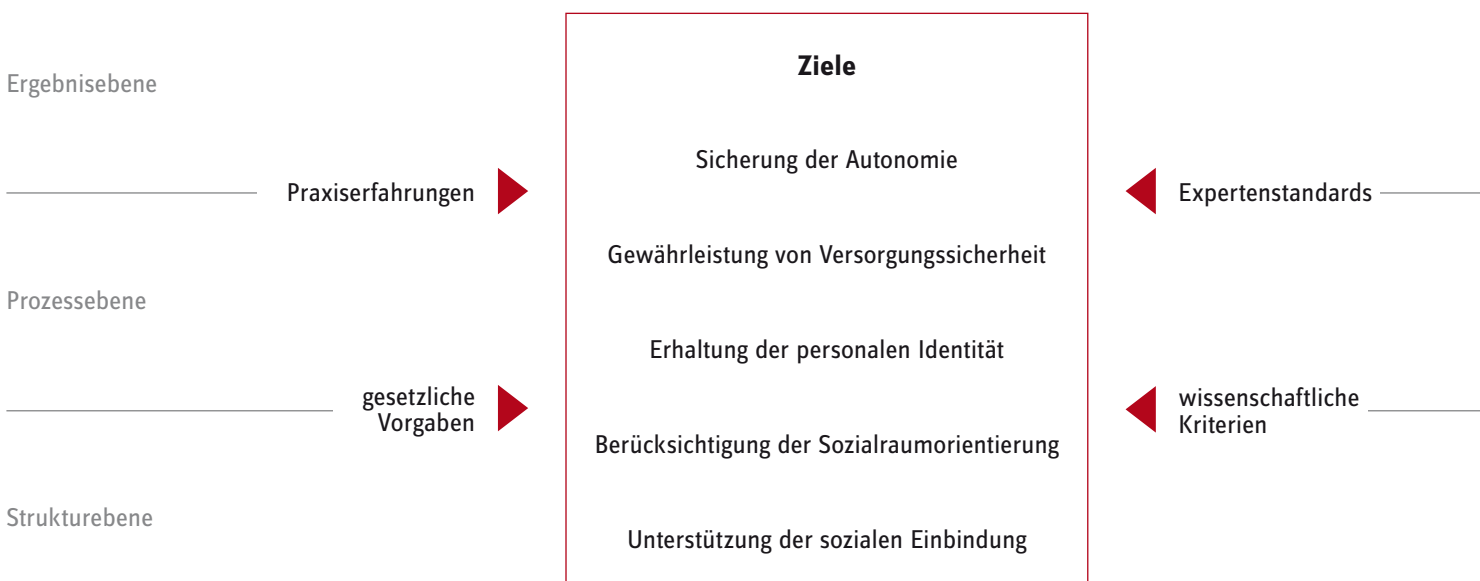 Ziele
Ergebnisebene
Sicherung der Autonomie
Praxiserfahrungen
Expertenstandards
Gewährleistung von Versorgungssicherheit
Prozessebene
Erhaltung der personalen Identität
gesetzliche
Vorgaben
wissenschaftliche
Kriterien
Berücksichtigung der Sozialraumorientierung
Strukturebene
Unterstützung der sozialen Einbindung